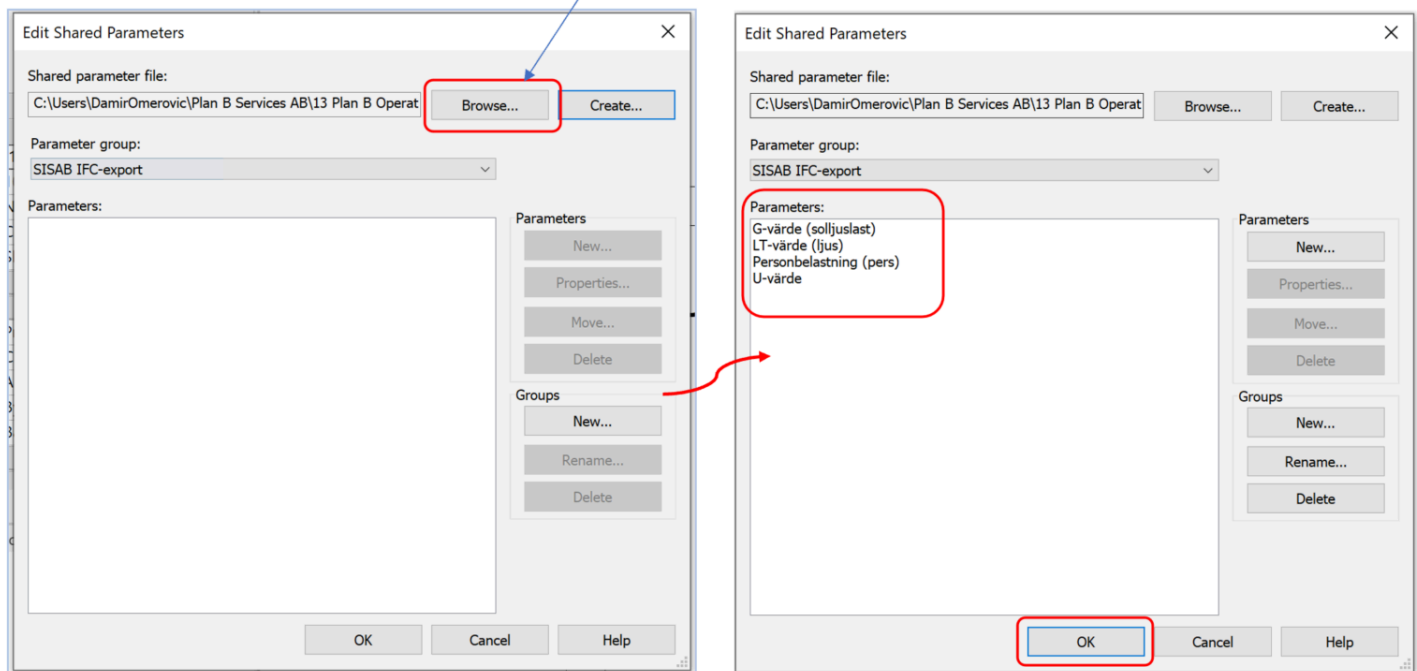 Edit Shared Parameters
Shared parameter file:
C:\Users\DamirOmerovic\Plan B Services AB\13 Plan B Operat
Browse...
Create...
Parameter group:
SISAB IFC-export
Parameters:
Parameters
New...
Properties...
Move...
Delete
Groups
New...
Rename...
Delete
OK
Cancel
Help
Edit Shared Parameters
Shared parameter file:
C:\Users\DamirOmerovic\Plan B Services AB\13 Plan B Operat
Browse...
Create...
Parameter group:
SISAB IFC-export
Parameters:
G-värde (solljuslast)
LT-värde (ljus)
Personbelastning (pers)
U-värde
Parameters
New...
Properties...
Move...
Delete
Groups
New...
Rename...
Delete
OK
Cancel
Help